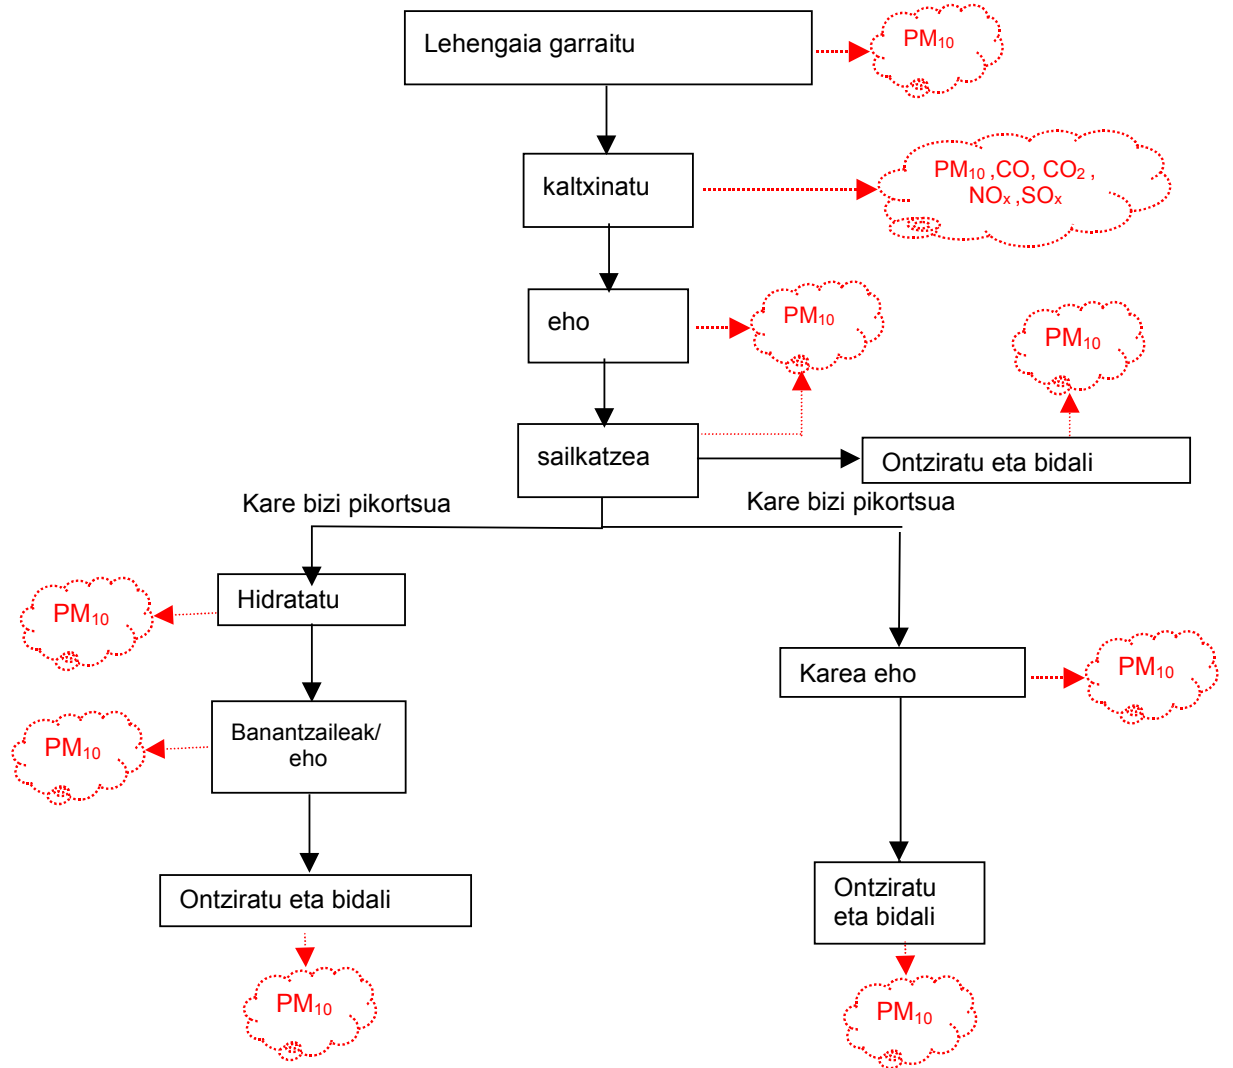 Lehengaia garraitu
PM₁₀
kaltxinatu
PM₁₀ ,CO, CO₂ ,
NOₓ ,SOₓ
eho
PM₁₀
PM₁₀
sailkatzea
Ontziratu eta bidali
Kare bizi pikortsua
Kare bizi pikortsua
Hidratatu
PM₁₀
Karea eho
PM₁₀
Banantzaileak/
eho
PM₁₀
Ontziratu eta bidali
Ontziratu
eta bidali
PM₁₀
PM₁₀